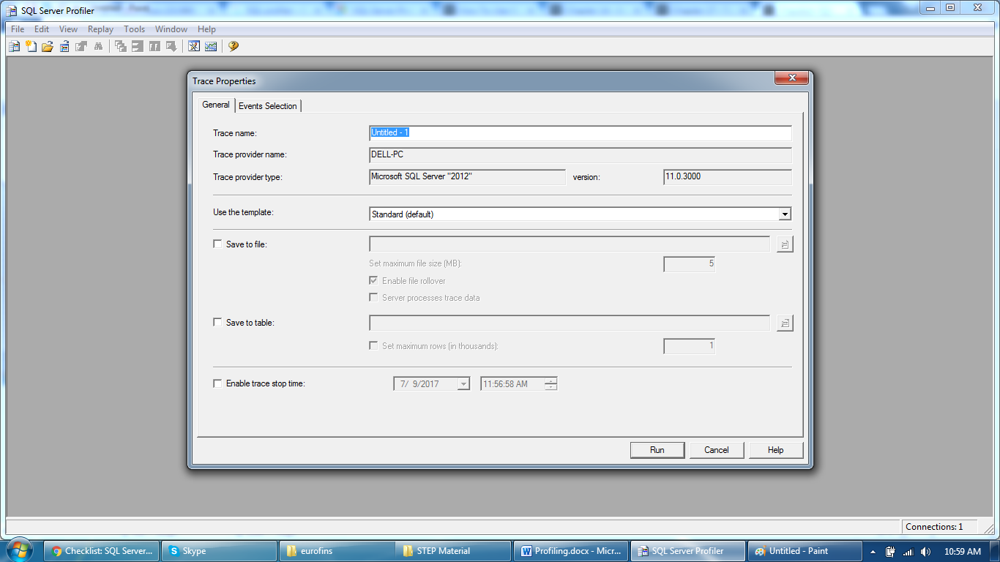 SQL Server Profiler
File Edit View Replay Tools Window Help
Trace Properties
General Events Selection
Trace name: Untitled - 1
Trace provider name: DELL-PC
Trace provider type: Microsoft SQL Server "2012" version: 11.0.3000
Use the template: Standard (default)
Save to file:
Set maximum file size (MB): 5
Enable file rollover
Server processes trace data
Save to table:
Set maximum rows (in thousands): 1
Enable trace stop time: 7/ 9/2017 11:56:58 AM
Run Cancel Help
Connections: 1
Checklist: SQL Server... Skype eurofins STEP Material Profiling.docx - Micr... SQL Server Profiler Untitled - Paint 10:59 AM